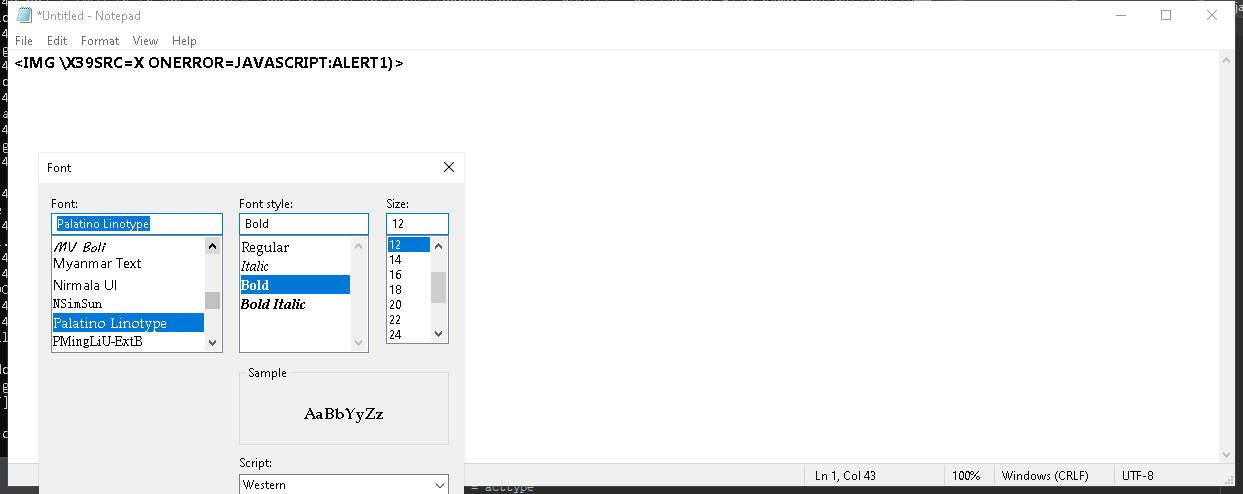 *Untitled - Notepad
File Edit Format View Help
<IMG \X39SRC=X ONERROR=JAVASCRIPT:ALERT1)>
Font
Font: Font style: Size:
Palatino Linotype Bold 12
MV Boli
Myanmar Text
Nirmala UI
NSimSun
Palatino Linotype
PMingLiU-ExtB
Regular
Italic
Bold
Bold Italic
12
14
16
18
20
22
24
Sample
AaBbYyZz
Script:
Western
Ln 1, Col 43 100% Windows (CRLF) UTF-8
= acctype